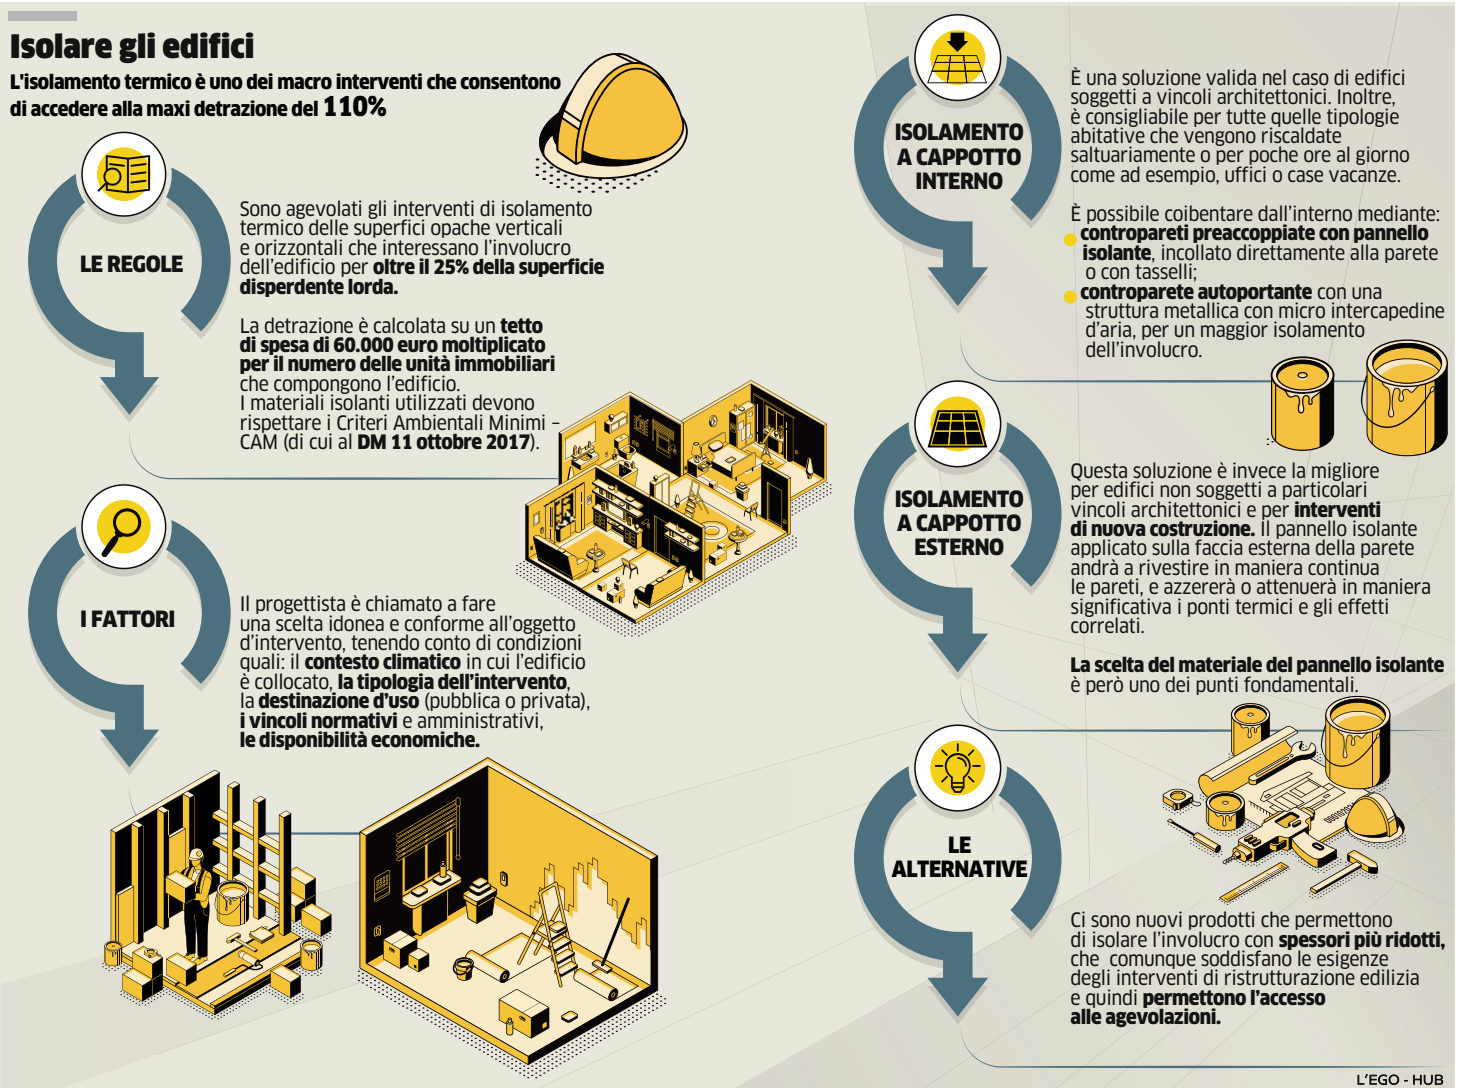 Isolare gli edifici
L'isolamento termico è uno dei macro interventi che consentono
di accedere alla maxi detrazione del 110%
LE REGOLE
Sono agevolati gli interventi di isolamento
termico delle superfici opache verticali
e orizzontali che interessano l'involucro
dell'edificio per oltre il 25% della superficie
disperdente lorda.
La detrazione è calcolata su un tetto
di spesa di 60.000 euro moltiplicato
per il numero delle unità immobiliari
che compongono l'edificio.
I materiali isolanti utilizzati devono
rispettare i Criteri Ambientali Minimi –
CAM (di cui al DM 11 ottobre 2017).
I FATTORI
Il progettista è chiamato a fare
una scelta idonea e conforme all'oggetto
d'intervento, tenendo conto di condizioni
quali: il contesto climatico in cui l'edificio
è collocato, la tipologia dell'intervento,
la destinazione d'uso (pubblica o privata),
i vincoli normativi e amministrativi,
le disponibilità economiche.
ISOLAMENTO
A CAPPOTTO
INTERNO
È una soluzione valida nel caso di edifici
soggetti a vincoli architettonici. Inoltre,
è consigliabile per tutte quelle tipologie
abitative che vengono riscaldate
saltuariamente o per poche ore al giorno
come ad esempio, uffici o case vacanze.
È possibile coibentare dall'interno mediante:
contropareti preaccoppiate con pannello
isolante, incollato direttamente alla parete
o con tasselli;
controparete autoportante con una
struttura metallica con micro intercapedine
d'aria, per un maggior isolamento
dell'involucro.
ISOLAMENTO
A CAPPOTTO
ESTERNO
Questa soluzione è invece la migliore
per edifici non soggetti a particolari
vincoli architettonici e per interventi
di nuova costruzione. Il pannello isolante
applicato sulla faccia esterna della parete
andrà a rivestire in maniera continua
le pareti, e azzererà o attenuerà in maniera
significativa i ponti termici e gli effetti
correlati.
La scelta del materiale del pannello isolante
è però uno dei punti fondamentali.
LE
ALTERNATIVE
Ci sono nuovi prodotti che permettono
di isolare l'involucro con spessori più ridotti,
che comunque soddisfano le esigenze
degli interventi di ristrutturazione edilizia
e quindi permettono l'accesso
alle agevolazioni.
L'EGO - HUB